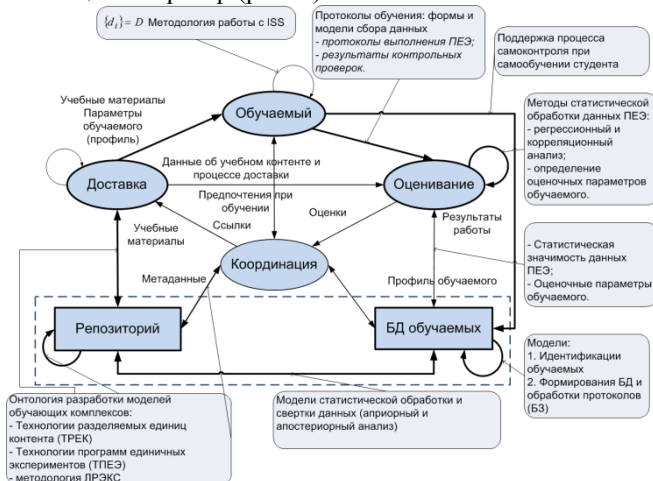 {d_i} = D Методология работы с ISS
Протоколы обучения: формы и
модели сбора данных
- протоколы выполнения ПЕЭ;
- результаты контрольных
проверок.
Поддержка процесса
самоконтроля при
самообучении студента
Учебные материалы
Параметры
обучаемого
(профиль)
Обучаемый
Методы статистической
обработки данных ПЕЭ:
- регрессионный и
корреляционный
анализ;
- определение
оценочных параметров
обучаемого.
Данные об учебном контенте и
процессе доставки
Доставка
Оценивание
Предпочтения при
обучении
Ссылки
Оценки
Учебные
материалы
Результаты
работы
Координация
- Статистическая
значимость данных
ПЕЭ;
- Оценочные параметры
обучаемого.
Метаданные
Профиль обучаемого
Репозиторий
БД обучаемых
Модели:
1. Идентификации
обучаемых
2. Формирования БД и
обработки протоколов
(БЗ)
Онтология разработки моделей
обучающих комплексов:
- Технологии разделяемых единиц
контента (ТРЕК)
- Технологии программ единичных
экспериментов (ТПЕЭ)
- методология ЛРЭКС
Модели статистической обработки и
свертки данных (априорный и
апостериорный анализ)